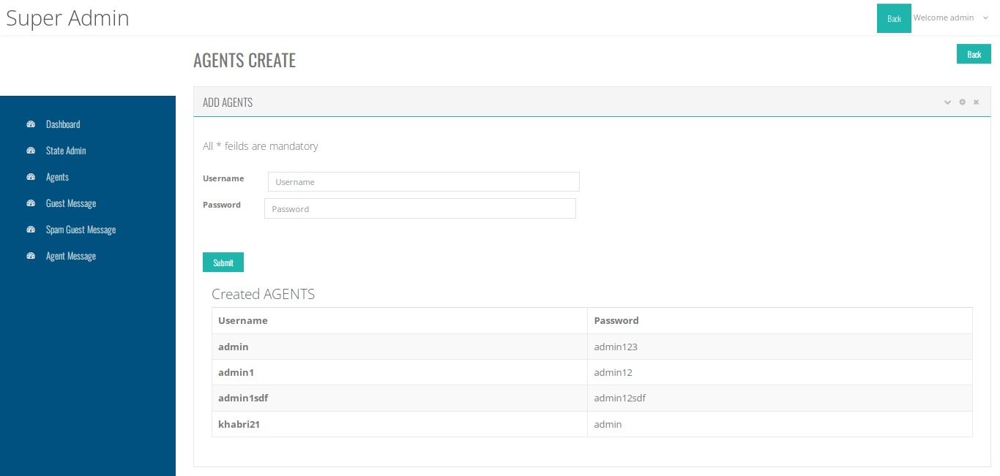 Super Admin
Back
Welcome admin
AGENTS CREATE
Back
Dashboard
State Admin
Agents
Guest Message
Spam Guest Message
Agent Message
ADD AGENTS
All * feilds are mandatory
Username
Username
Password
Password
Submit
Created AGENTS
Username Password
admin admin123
admin1 admin12
admin1sdf admin12sdf
khabri21 admin